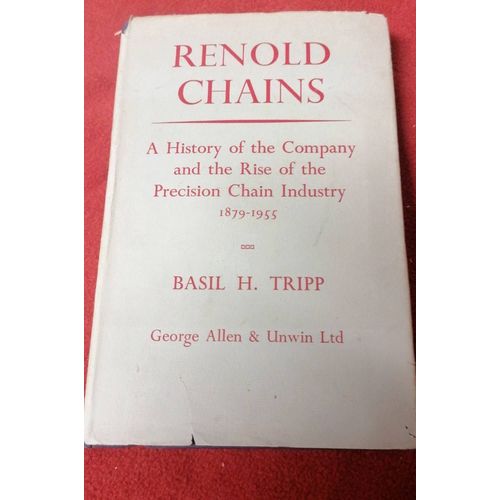 RENOLD
CHAINS
A History of the Company
and the Rise of the
Precision Chain Industry
1879-1955
BASIL H. TRIPP
George Allen & Unwin Ltd